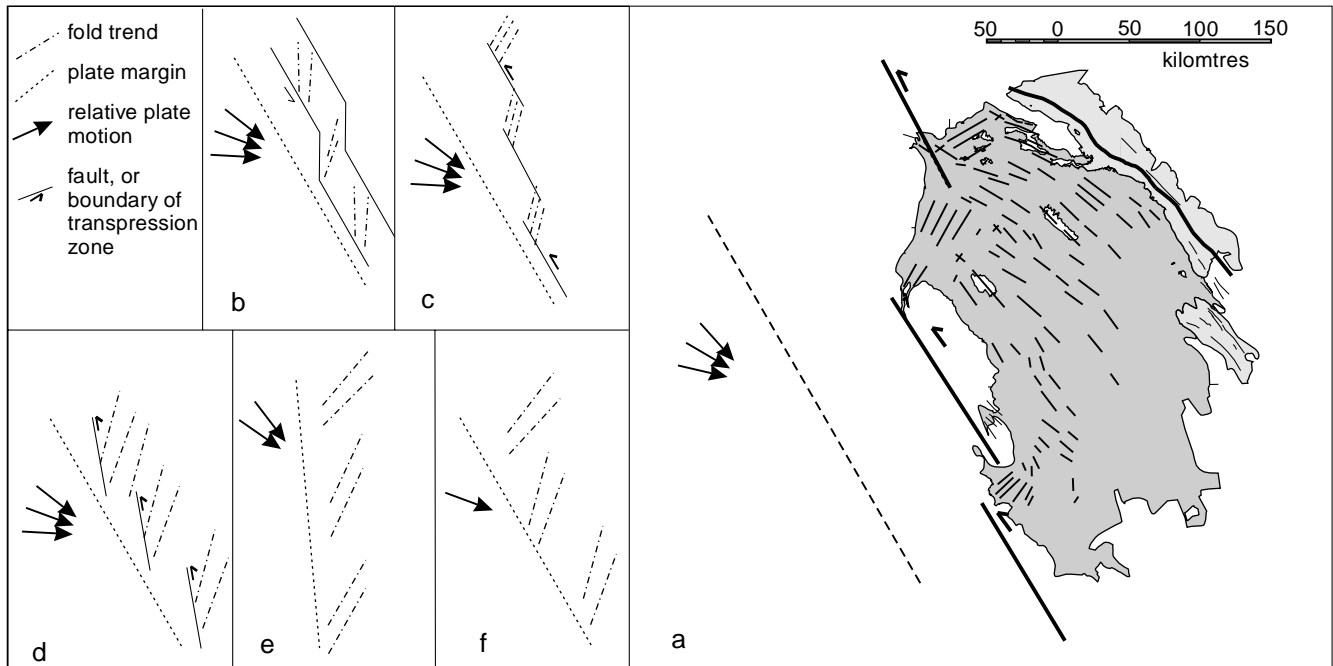 fold trend
plate margin
relative plate
motion
fault, or
boundary of
transpression
zone
b
c
d
e
f
50 0 50 100 150
kilomtres
a